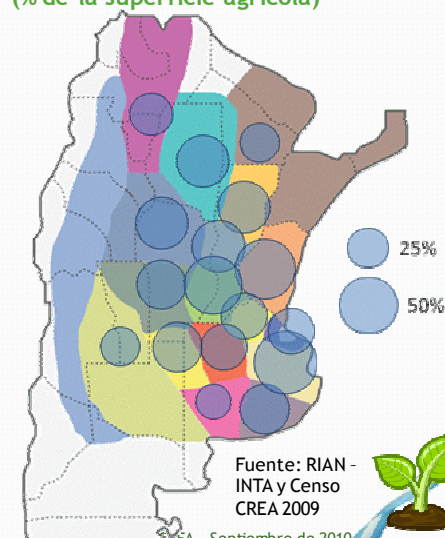 (% de la superficie agrícola)
25%
50%
Fuente: RIAN -
INTA y Censo
CREA 2009
Septiembre de 2010